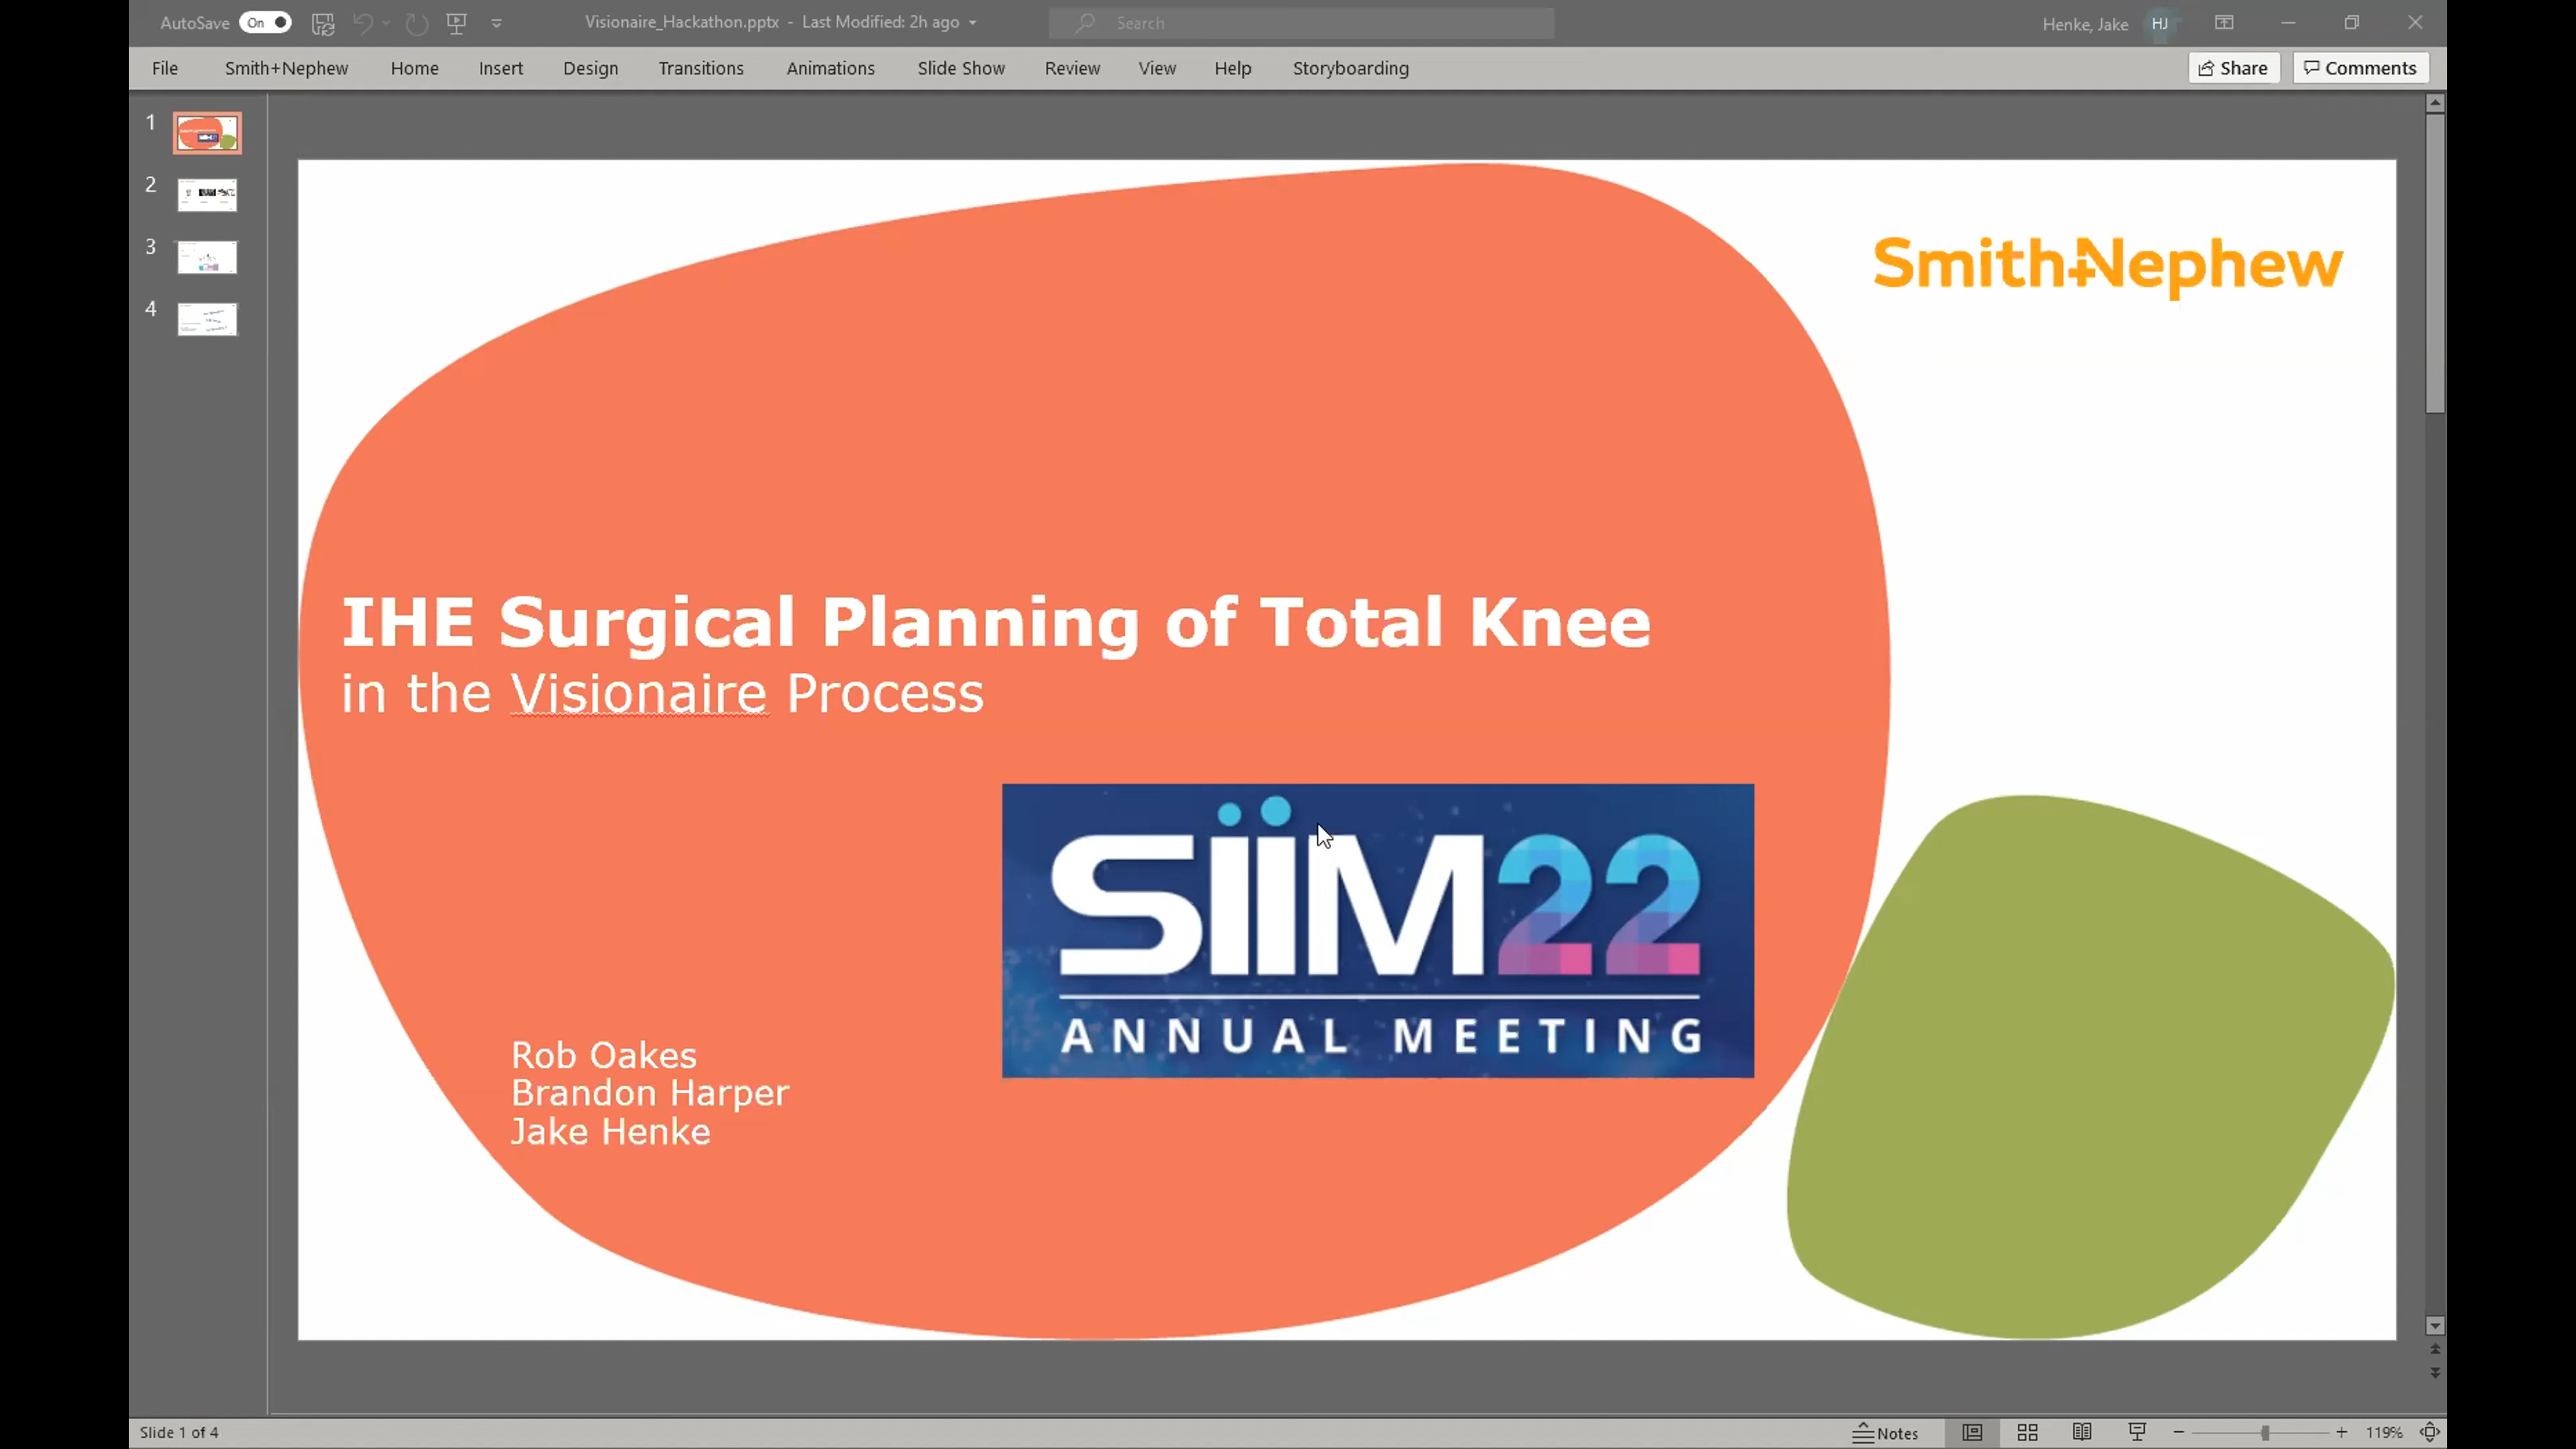 AutoSave On Visionaire_Hackathon.pptx - Last Modified: 2h ago Search Henke, Jake HJ
File Smith+Nephew Home Insert Design Transitions Animations Slide Show Review View Help Storyboarding Share Comments
1
2
3
4
Smith+Nephew
IHE Surgical Planning of Total Knee
in the Visionaire Process
SiiM22
ANNUAL MEETING
Rob Oakes
Brandon Harper
Jake Henke
Slide 1 of 4 Notes 119%